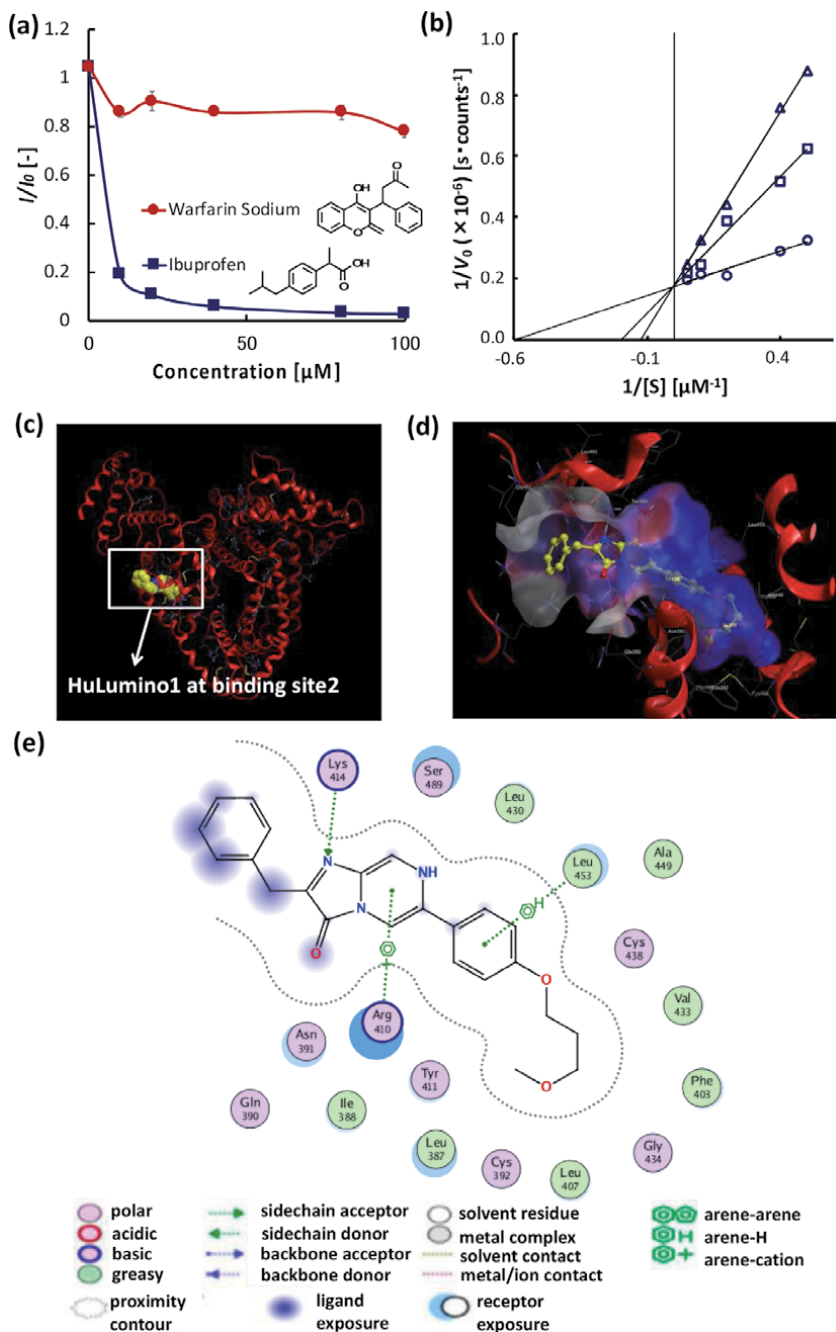 (a)
1.2
1
0.8
0.6
0.4
0.2
0
I/I0 [-]
Warfarin Sodium
OH
O
O
Ibuprofen
OH
O
0
100
Concentration [μM]
(b)
1.0
0.8
0.6
0.4
0.2
0.0
1/V0 (×10-6) [s·counts-1]
-0.6
-0.1
0.4
1/[S] [μM-1]
(c)
HuLumino1 at binding site2
(d)
(e)
Lys
414
Ser
489
Leu
430
Leu
453
Ala
449
Cys
438
Val
433
Phe
403
Gly
434
Leu
407
Cys
392
Leu
387
Tyr
411
Arg
410
Asn
391
Ile
388
Gln
390
N
NH
N
O
H
O
O
polar
acidic
basic
greasy
proximity
contour
sidechain acceptor
sidechain donor
backbone acceptor
backbone donor
ligand
exposure
solvent residue
metal complex
solvent contact
metal/ion contact
receptor
exposure
arene-arene
H arene-H
+ arene-cation